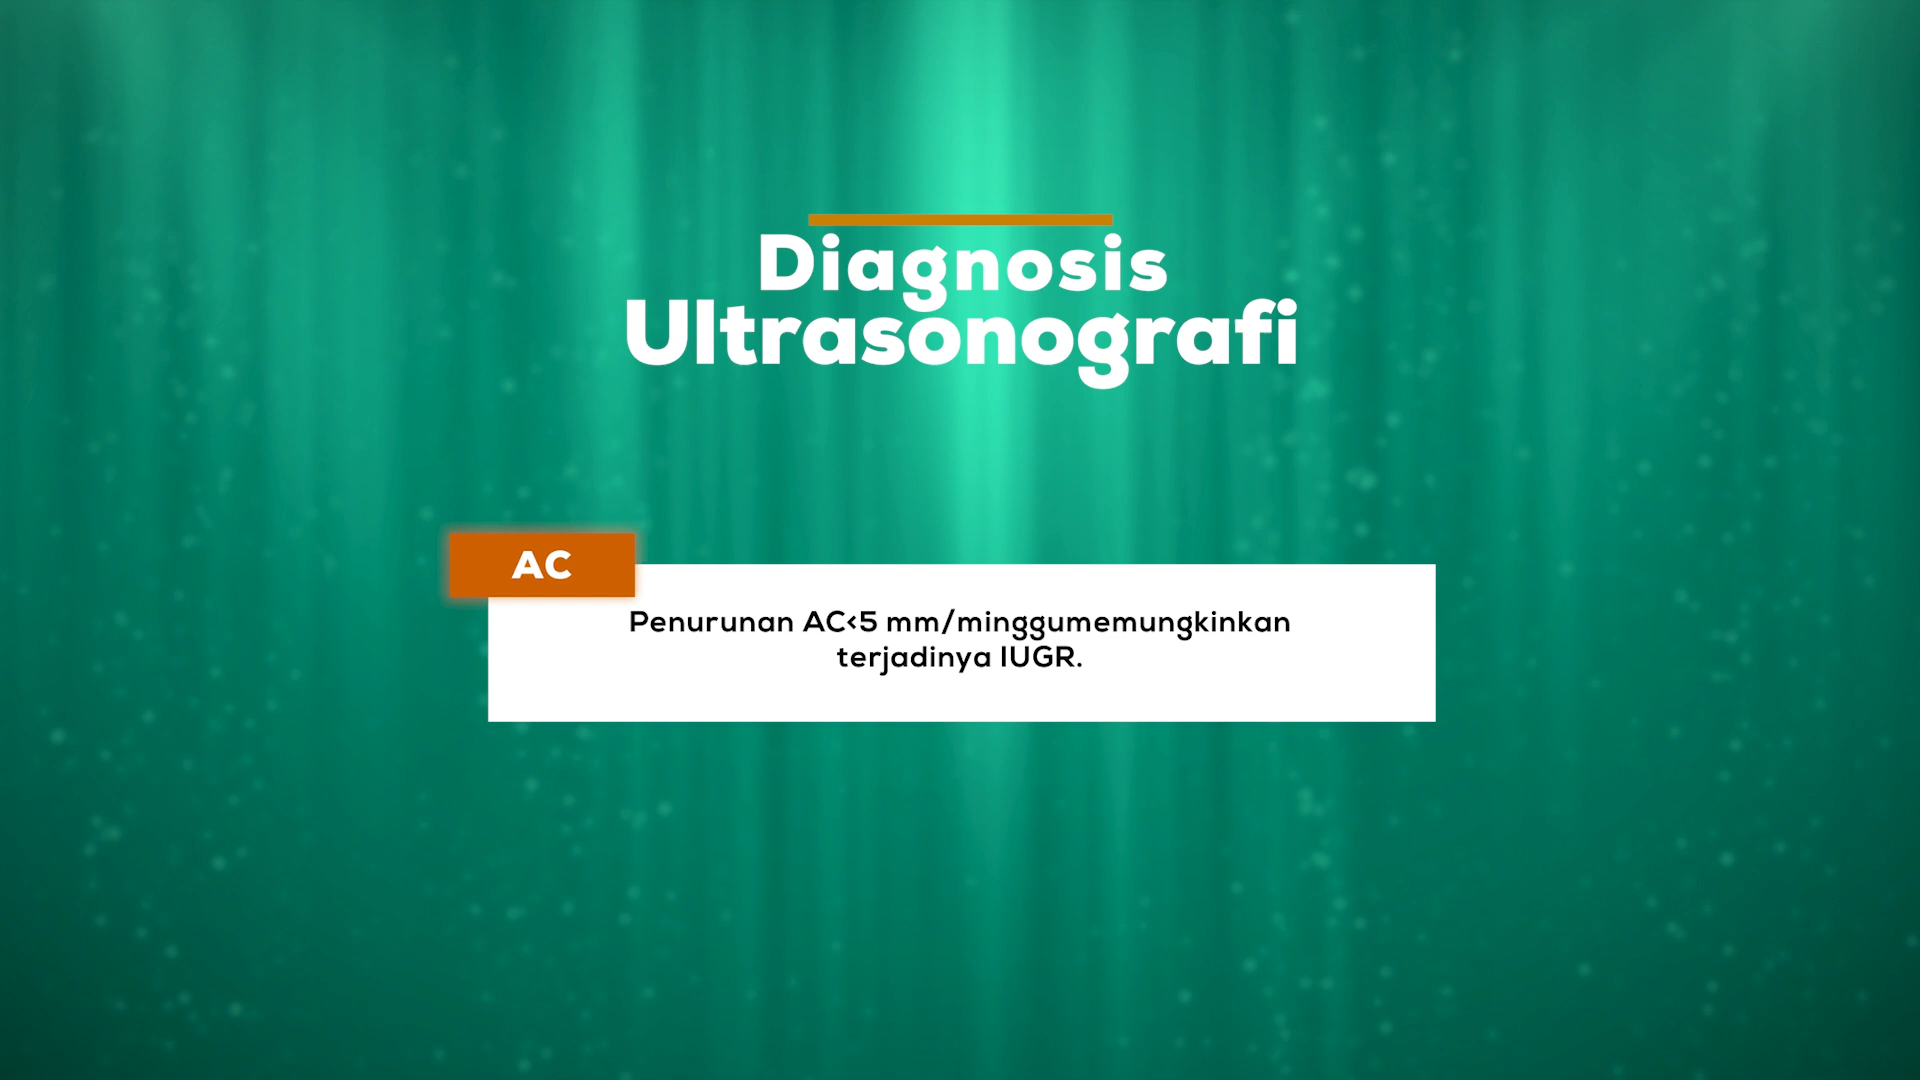 Diagnosis
Ultrasonografi
AC
Penurunan AC<5 mm/minggumemungkinkan
terjadinya IUGR.